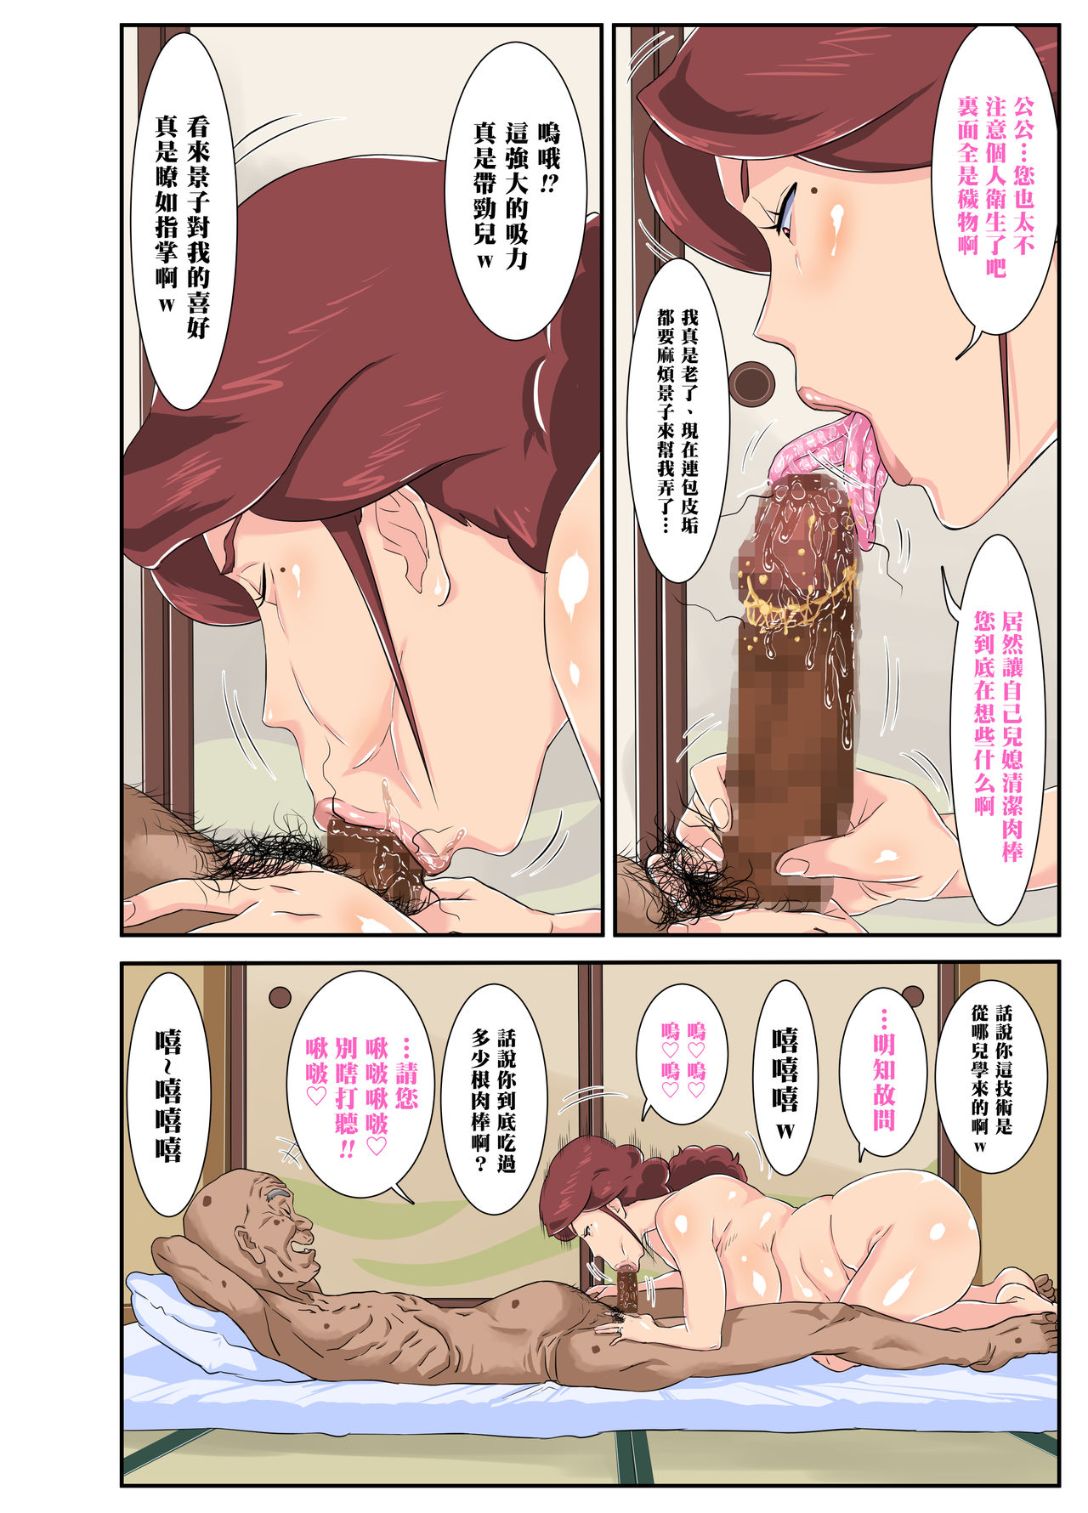 公公…您也太不
注意個人衛生了吧
裏面全是穢物啊
我真是老了、現在連包皮垢
都要麻煩景子來幫我弄了…
居然讓自己兒媳清潔肉棒
您到底在想些什么啊
嗚哦!?
這強大的吸力
真是帶勁兒w
看來景子對我的喜好
真是瞭如指掌啊w
話說你這技術是
從哪兒學來的啊w
…明知故問
嘻嘻嘻w
嗚♡嗚♡
嗚♡嗚♡
話說你到底吃過
多少根肉棒啊?
…請您
啾啵啾啵♡
別瞎打聽!!
啾啵♡
嘻~嘻嘻嘻